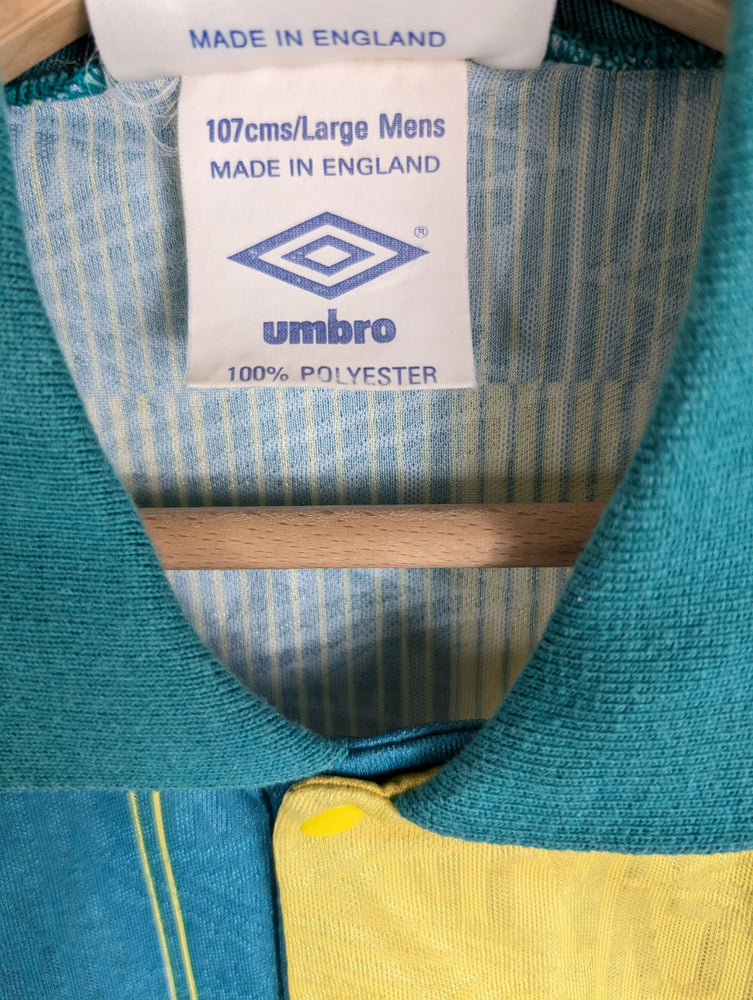 MADE IN ENGLAND
107cms/Large Mens
MADE IN ENGLAND
®
umbro
100% POLYESTER